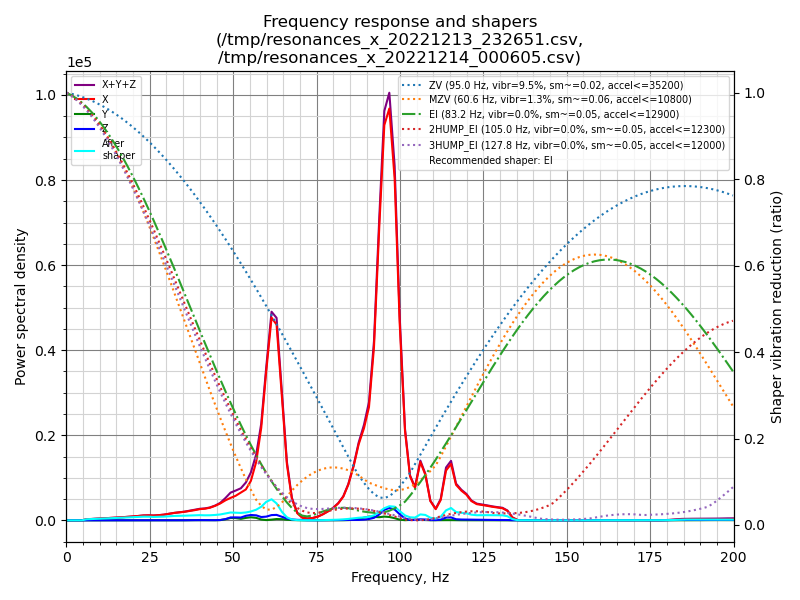 Frequency response and shapers
(/tmp/resonances_x_20221213_232651.csv,
/tmp/resonances_x_20221214_000605.csv)
1e5
X+Y+Z
X
Y
Z
After
shaper
ZV (95.0 Hz, vibr=9.5%, sm~=0.02, accel<=35200)
MZV (60.6 Hz, vibr=1.3%, sm~=0.06, accel<=10800)
EI (83.2 Hz, vibr=0.0%, sm~=0.05, accel<=12900)
2HUMP_EI (105.0 Hz, vibr=0.0%, sm~=0.05, accel<=12300)
3HUMP_EI (127.8 Hz, vibr=0.0%, sm~=0.05, accel<=12000)
Recommended shaper: EI
Power spectral density
1.0
0.8
0.6
0.4
0.2
0.0
Shaper vibration reduction (ratio)
1.0
0.8
0.6
0.4
0.2
0.0
0 25 50 75 100 125 150 175 200
Frequency, Hz